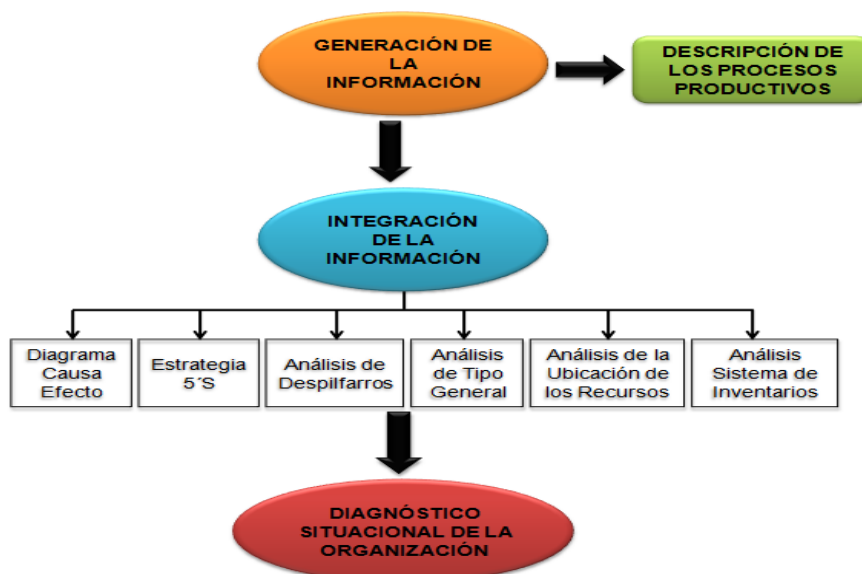 GENERACIÓN DE
LA
INFORMACIÓN
DESCRIPCIÓN DE
LOS PROCESOS
PRODUCTIVOS
INTEGRACIÓN
DE LA
INFORMACIÓN
Diagrama
Causa
Efecto
Estrategia
5´S
Análisis de
Despilfarros
Análisis
de Tipo
General
Análisis de la
Ubicación de
los Recursos
Análisis
Sistema de
Inventarios
DIAGNÓSTICO
SITUACIONAL DE LA
ORGANIZACIÓN